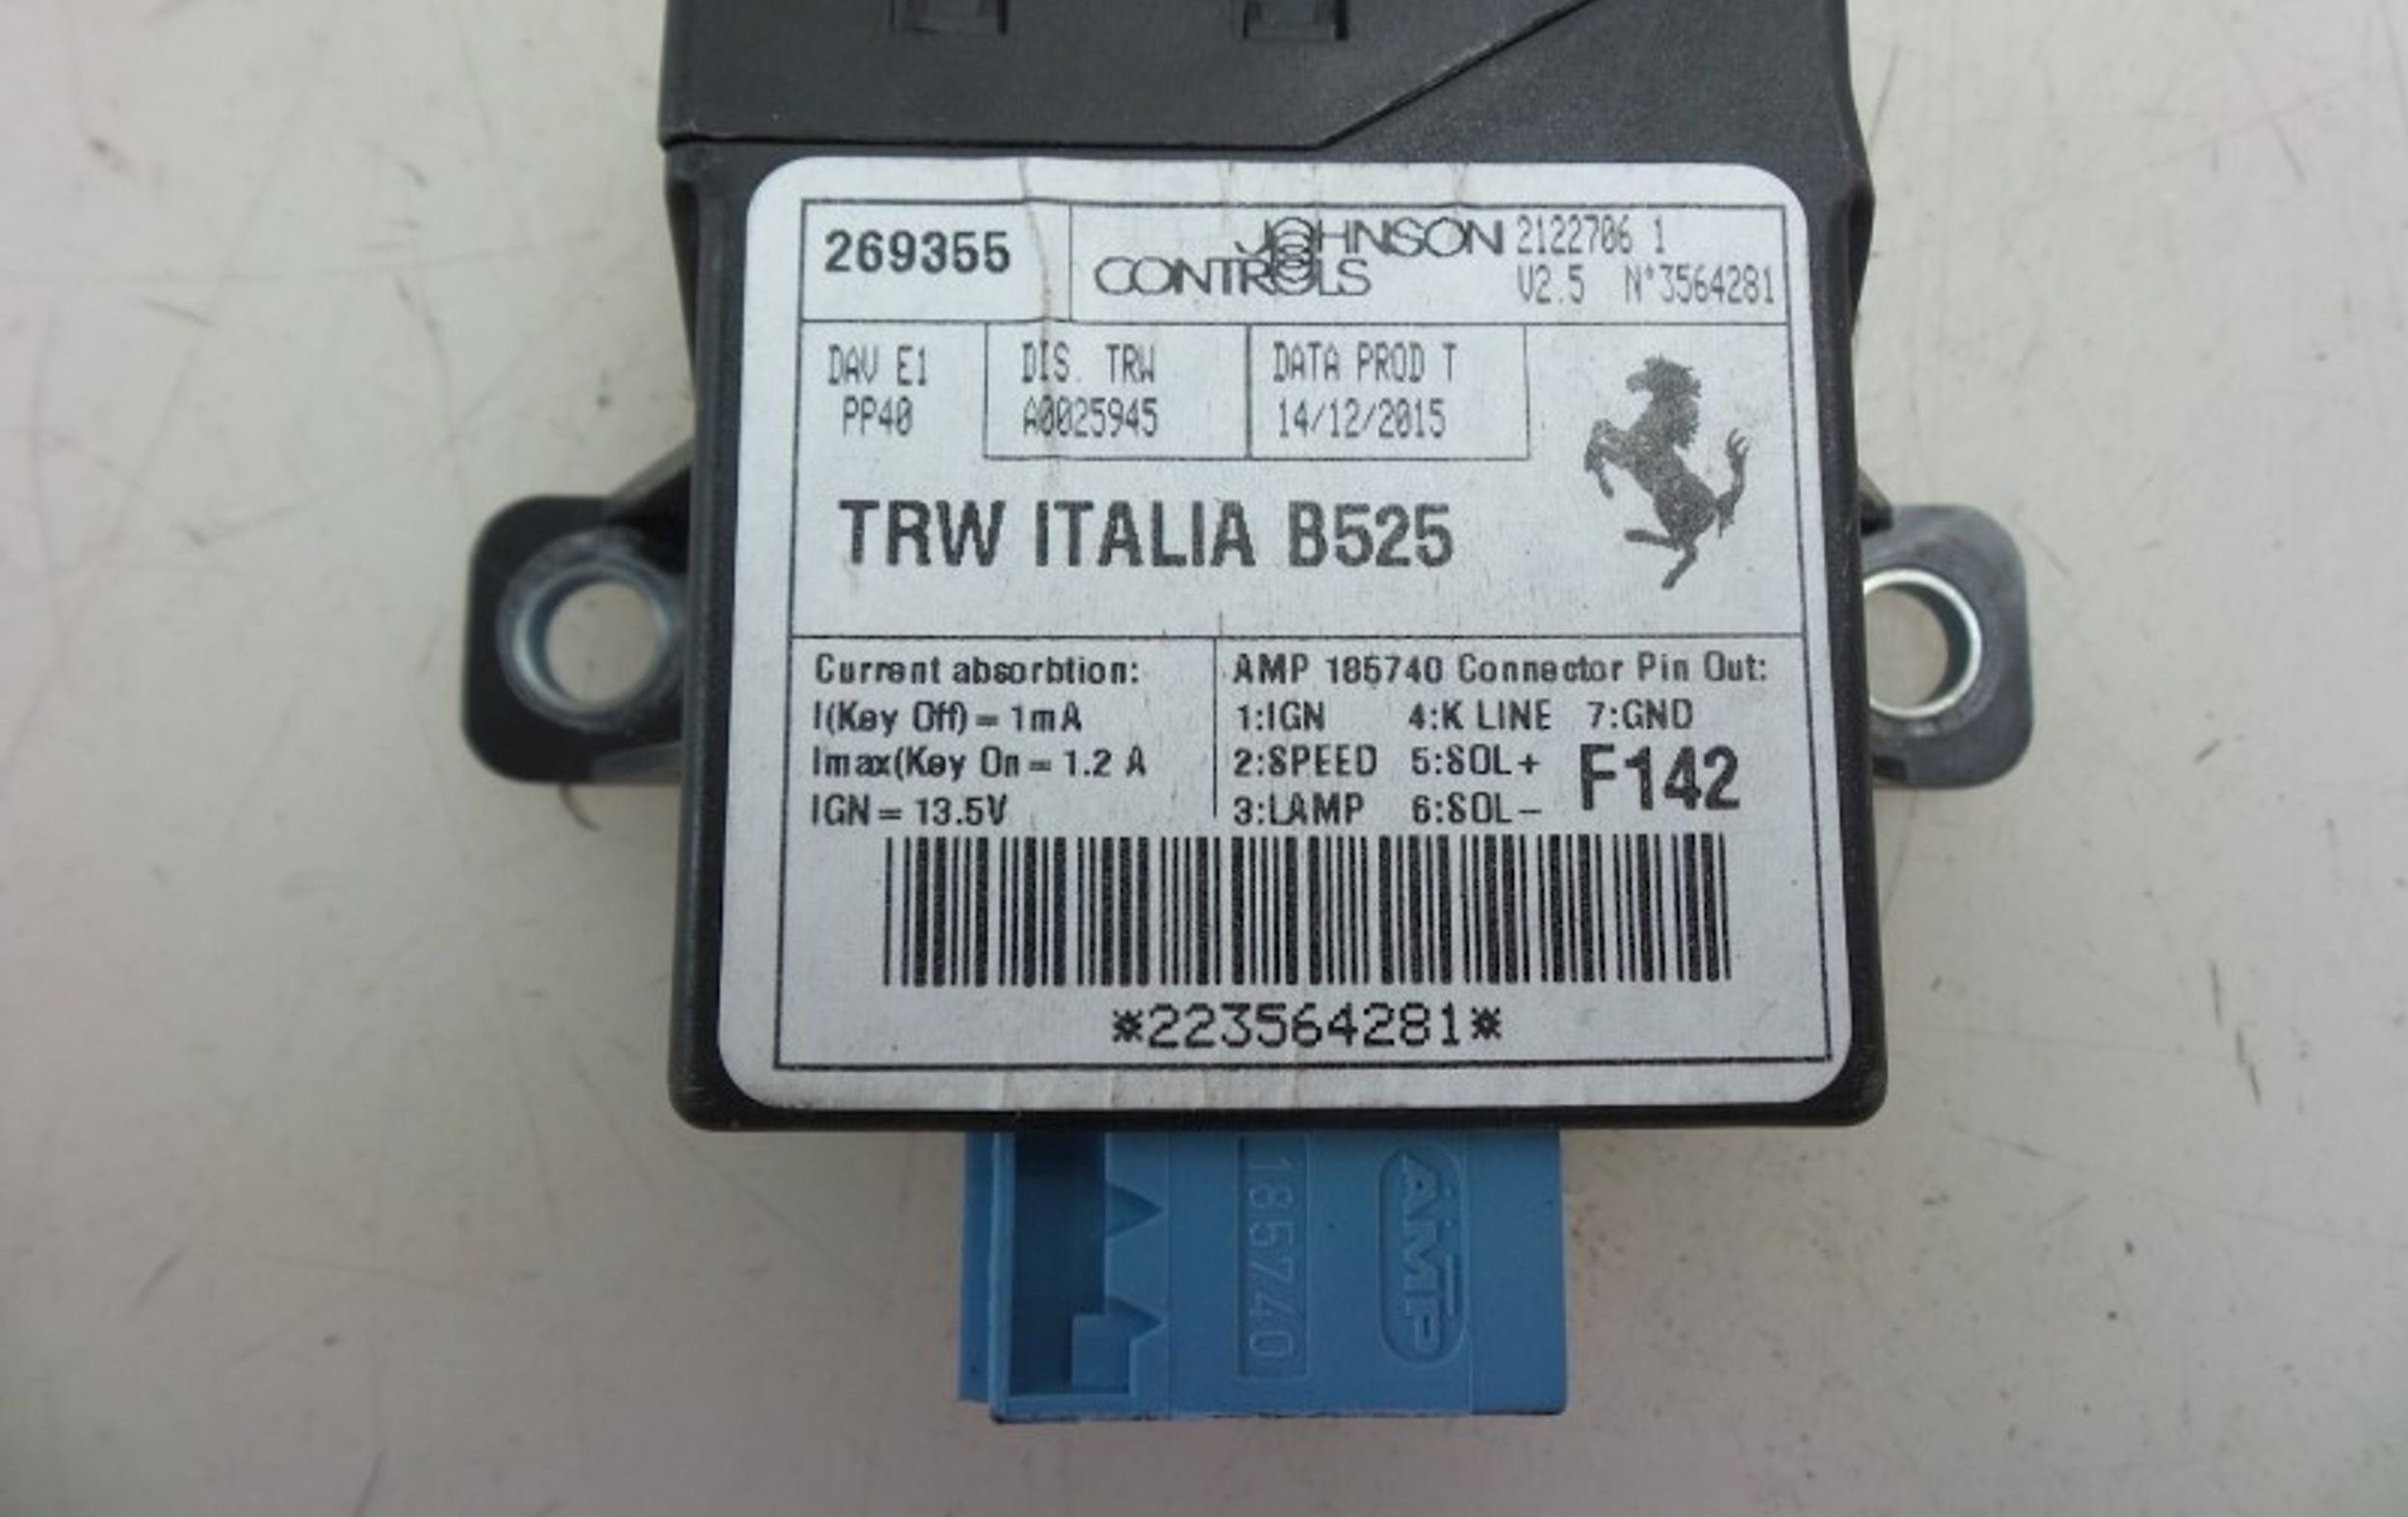 269355
JOHNSON CONTROLS
2122706 1
V2.5 N°3564281
DAV E1
PP40
DIS. TRW
A0025945
DATA PROD T
14/12/2015
TRW ITALIA B525
Current absorbtion:
I(Key Off) = 1mA
Imax(Key On = 1.2 A
IGN = 13.5V
AMP 185740 Connector Pin Out:
1:IGN 4:K LINE 7:GND
2:SPEED 5:SOL+
3:LAMP 6:SOL-
F142
*223564281*
185740
AMP